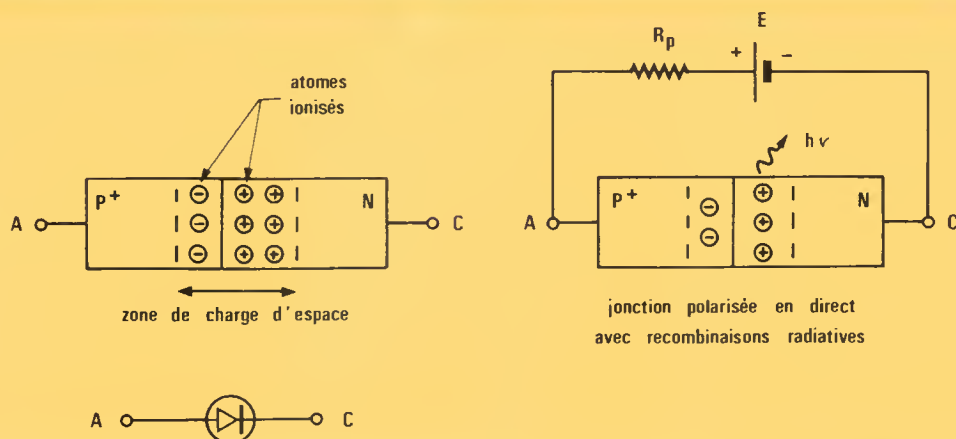 atomes
ionisés
P+
N
A
C
- + +
- + +
- + +
zone de charge d'espace
A
C
E
Rp
+ -
hν
P+
N
A
C
- +
- +
+
jonction polarisée en direct
avec recombinaisons radiatives